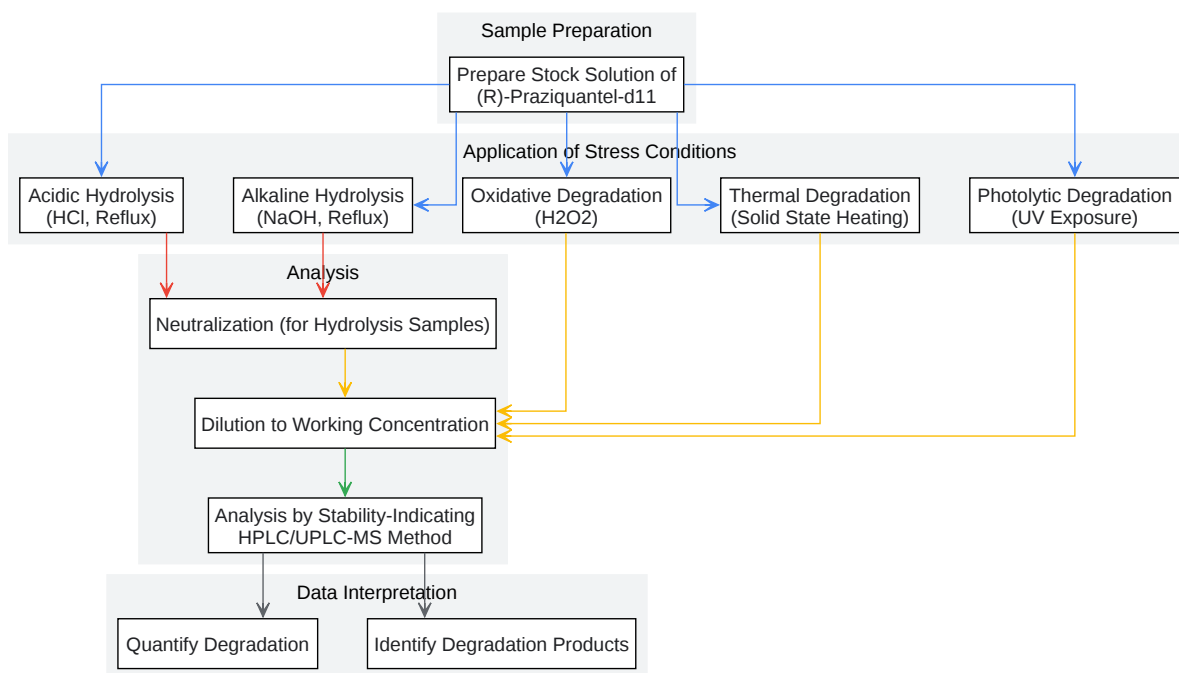 Sample Preparation
Prepare Stock Solution of
(R)-Praziquantel-d11
Application of Stress Conditions
Acidic Hydrolysis
(HCl, Reflux)
Alkaline Hydrolysis
(NaOH, Reflux)
Oxidative Degradation
(H2O2)
Thermal Degradation
(Solid State Heating)
Photolytic Degradation
(UV Exposure)
Analysis
Neutralization (for Hydrolysis Samples)
Dilution to Working Concentration
Analysis by Stability-Indicating
HPLC/UPLC-MS Method
Data Interpretation
Quantify Degradation
Identify Degradation Products